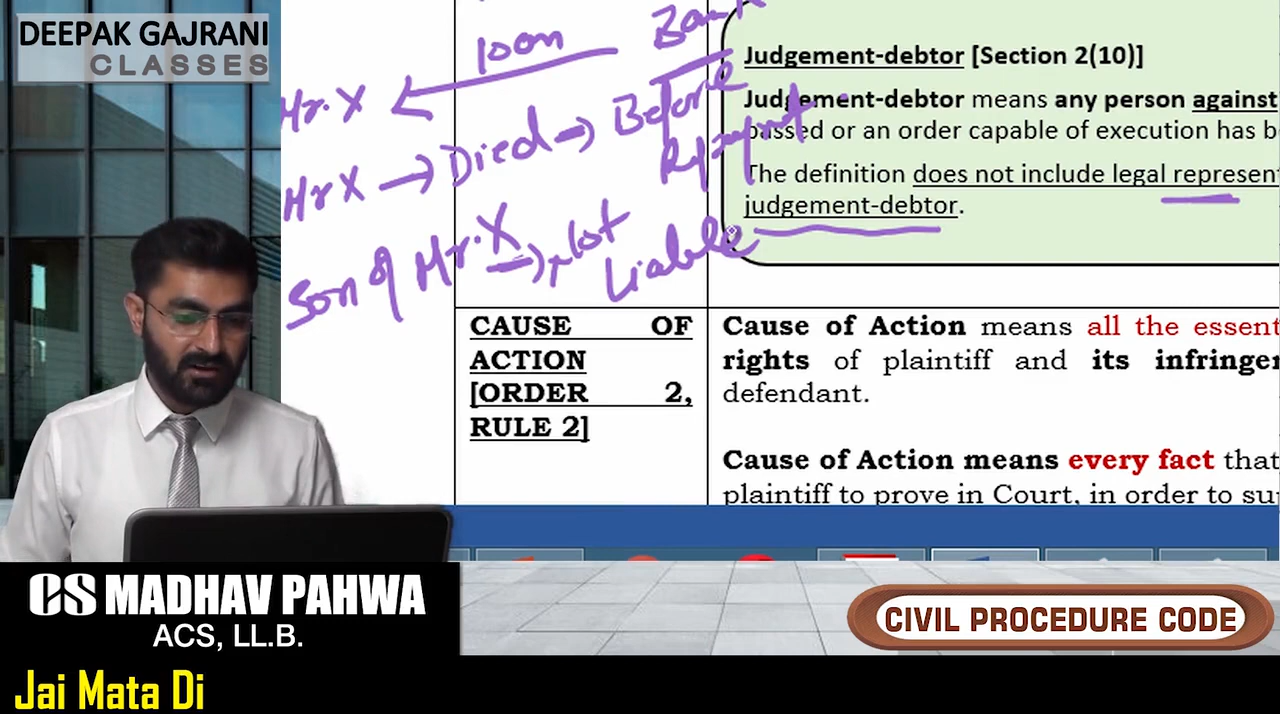 DEEPAK GAJRANI
CLASSES
Bank
loan
Mr. X
Mr X → Died → Before
Repayment.
Son of Mr. X → Not
Liable
Judgement-debtor [Section 2(10)]
Judgement-debtor means any person against
passed or an order capable of execution has b
The definition does not include legal represen
judgement-debtor.
CAUSE OF
ACTION
[ORDER 2,
RULE 2]
Cause of Action means all the essent
rights of plaintiff and its infringe
defendant.
Cause of Action means every fact that
plaintiff to prove in Court, in order to su
CS MADHAV PAHWA
ACS, LL.B.
CIVIL PROCEDURE CODE
Jai Mata Di